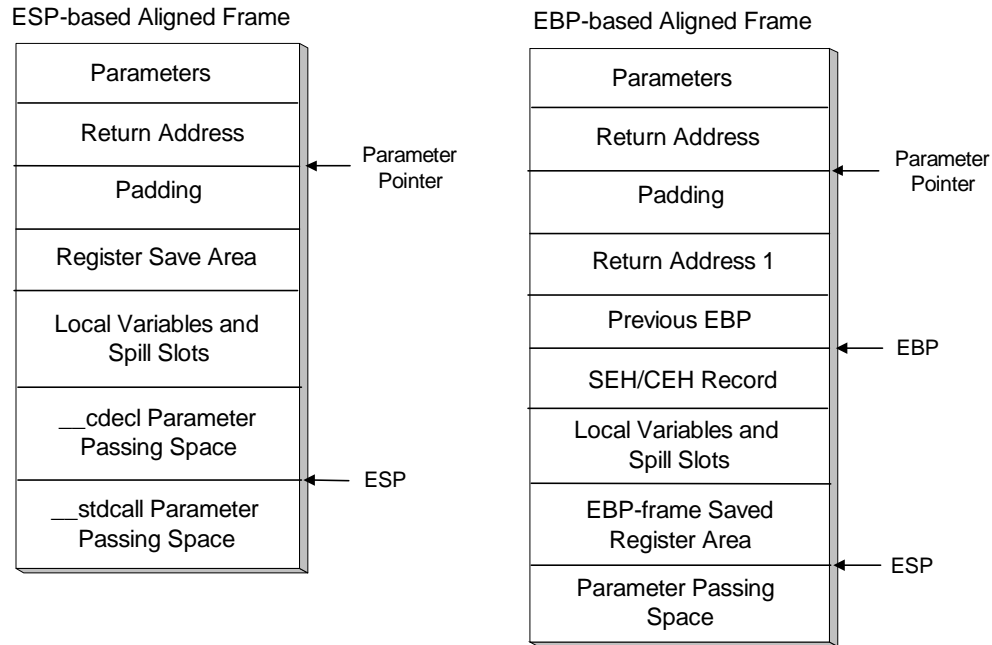 ESP-based Aligned Frame
Parameters
Return Address
Parameter
Pointer
Padding
Register Save Area
Local Variables and
Spill Slots
__cdecl Parameter
Passing Space
ESP
__stdcall Parameter
Passing Space
EBP-based Aligned Frame
Parameters
Return Address
Parameter
Pointer
Padding
Return Address 1
Previous EBP
EBP
SEH/CEH Record
Local Variables and
Spill Slots
EBP-frame Saved
Register Area
ESP
Parameter Passing
Space